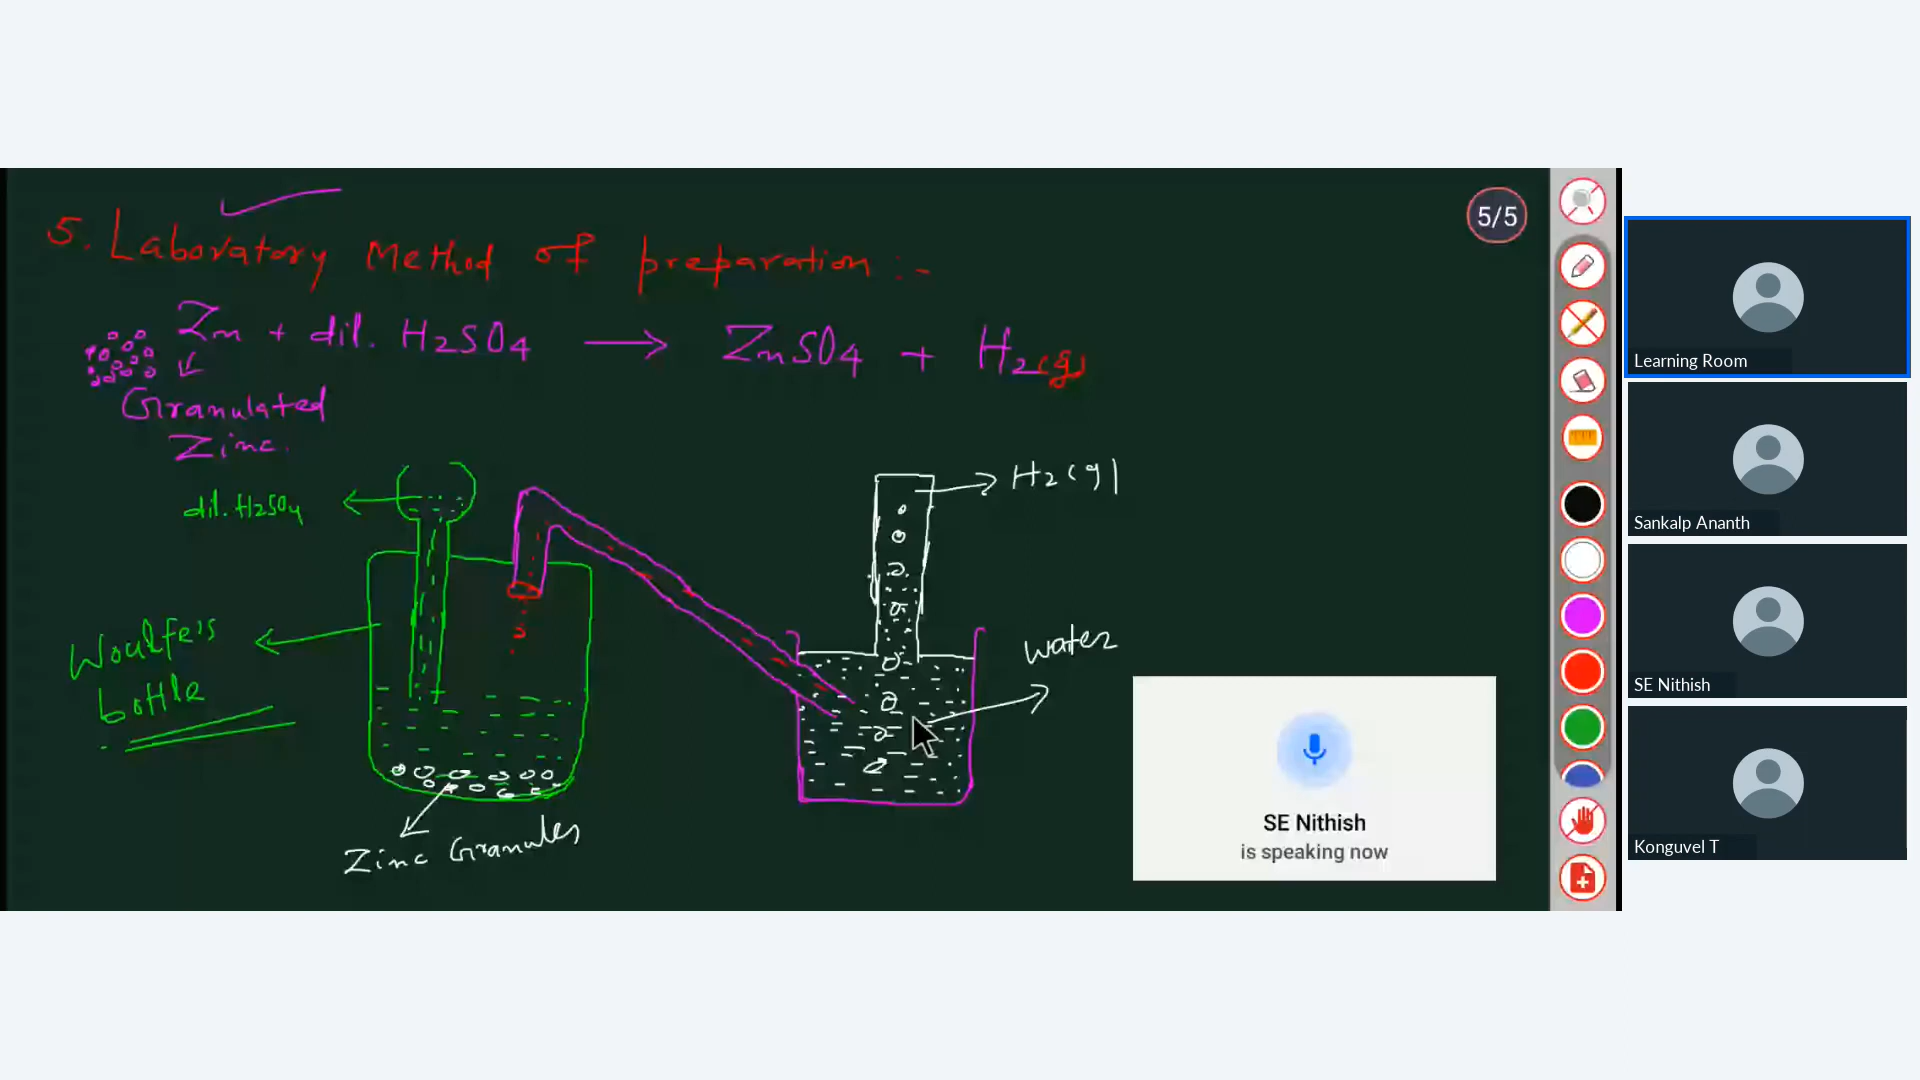 5. Laboratory Method of preparation :-
5/5
Zn + dil. H2SO4 → ZnSO4 + H2(g)
Granulated
Zinc.
dil. H2SO4
H2(g)
Woulfe's
bottle
water
Zinc Granules
SE Nithish
is speaking now
Learning Room
Sankalp Ananth
SE Nithish
Konguvel T